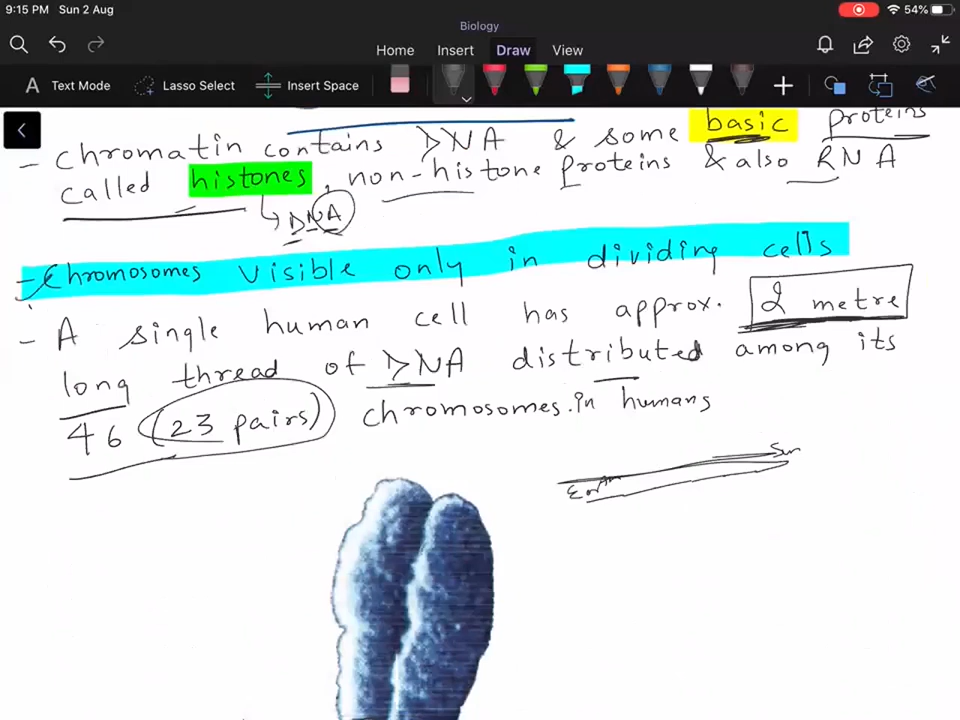 9:15 PM Sun 2 Aug
54%
Biology
Home Insert Draw View
Text Mode Lasso Select Insert Space
- Chromatin contains DNA & some basic proteins
called histones, non-histone Proteins & also RNA
DNA
- Chromosomes Visible only in dividing cells
- A single human cell has approx. 2 metre
long thread of DNA distributed among its
46 (23 pairs) chromosomes.in humans
Sun
Earth